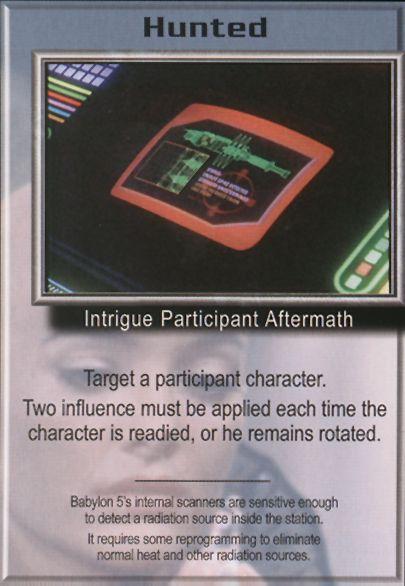 Hunted
Intrigue Participant Aftermath
Target a participant character.
Two influence must be applied each time the
character is readied, or he remains rotated.
Babylon 5's internal scanners are sensitive enough
to detect a radiation source inside the station.
It requires some reprogramming to eliminate
normal heat and other radiation sources.